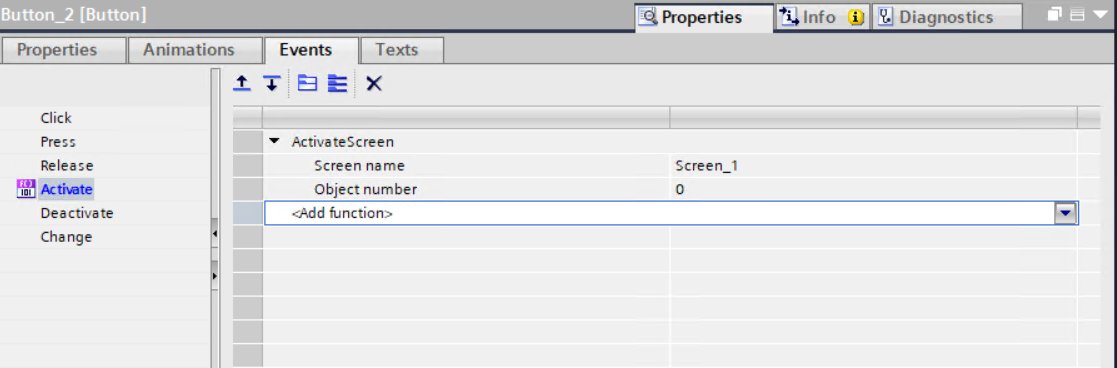 Button_2 [Button]
Properties Info Diagnostics
Properties Animations Events Texts
Click
Press
Release
Activate
Deactivate
Change
ActivateScreen
Screen name Screen_1
Object number 0
<Add function>